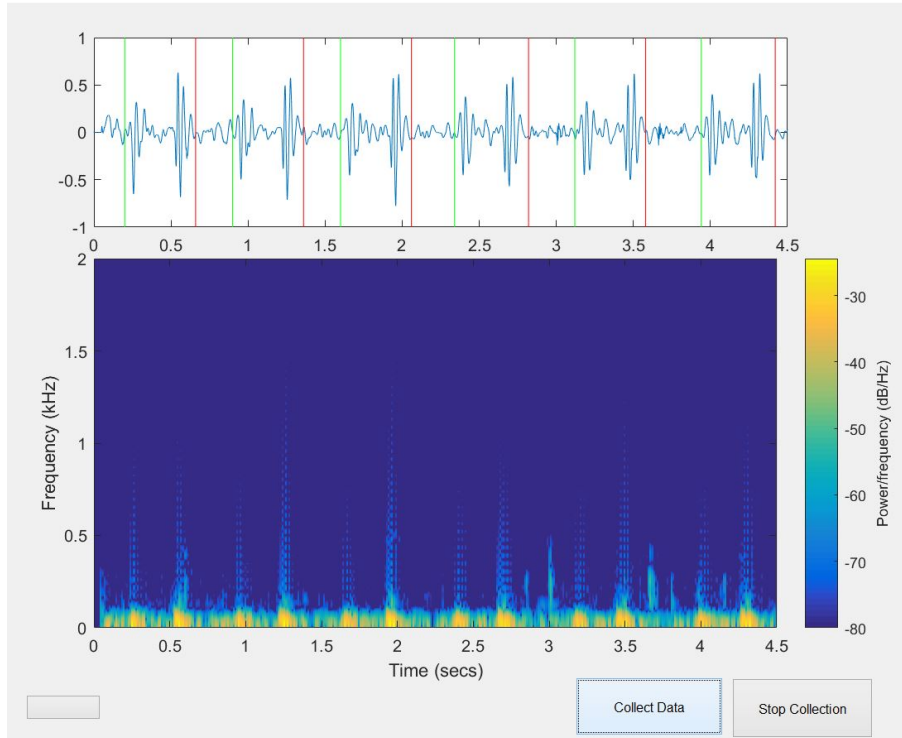 1
0.5
0
-0.5
-1
0 0.5 1 1.5 2 2.5 3 3.5 4 4.5
2
1.5
1
0.5
0
Frequency (kHz)
0 0.5 1 1.5 2 2.5 3 3.5 4 4.5
Time (secs)
-30
-40
-50
-60
-70
-80
Power/frequency (dB/Hz)
Collect Data
Stop Collection